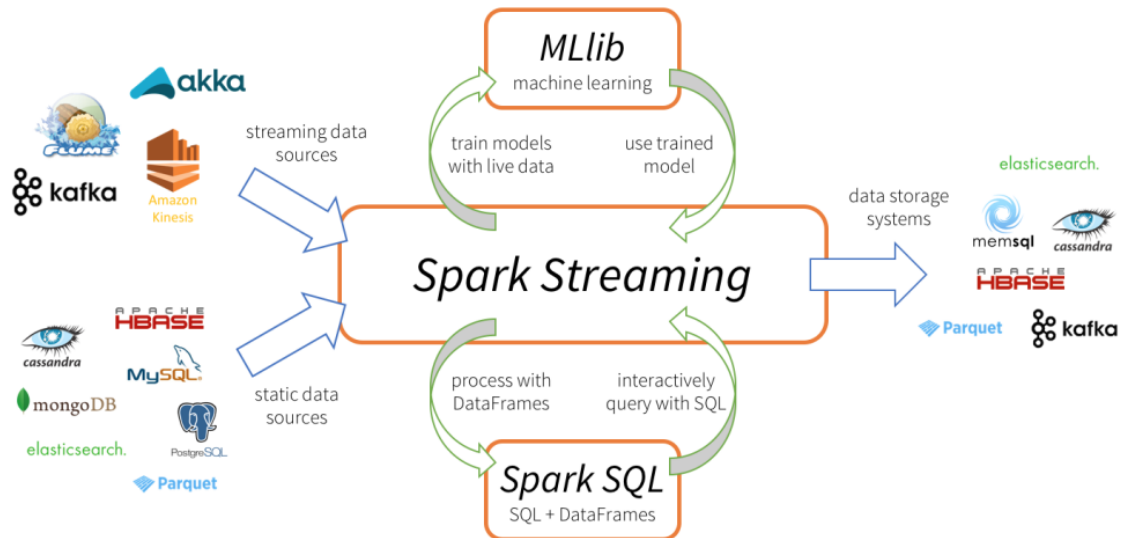 MLlib
machine learning
akka
FLUME
kafka
Amazon
Kinesis
streaming data
sources
train models
with live data
use trained
model
data storage
systems
elasticsearch.
memsql
cassandra
APACHE
HBASE
Parquet
kafka
Spark Streaming
APACHE
HBASE
cassandra
MySQL®
mongoDB
elasticsearch.
PostgreSQL
Parquet
static data
sources
process with
DataFrames
interactively
query with SQL
Spark SQL
SQL + DataFrames